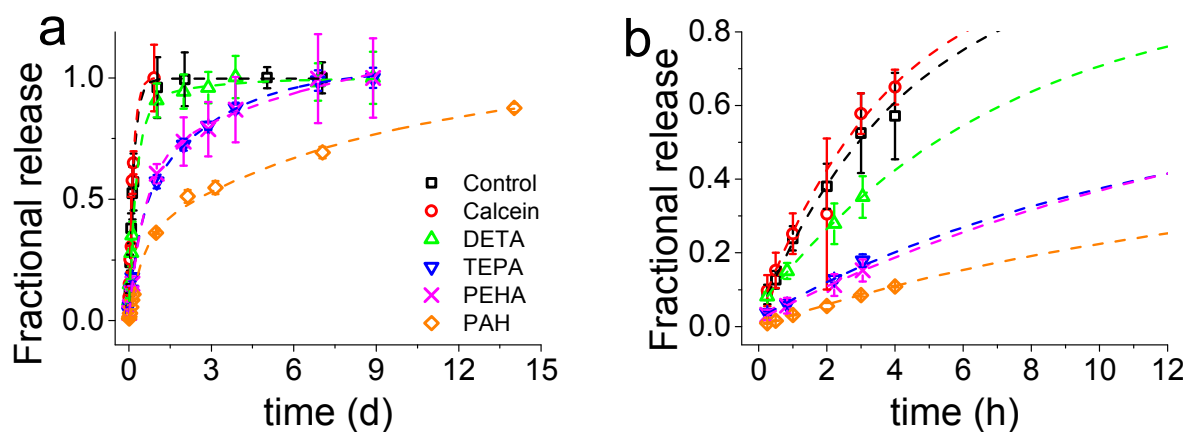 a
Fractional release
1.0
0.5
0.0
0
3
6
9
12
15
time (d)
Control
Calcein
DETA
TEPA
PEHA
PAH
b
Fractional release
0.8
0.6
0.4
0.2
0.0
0
2
4
6
8
10
12
time (h)